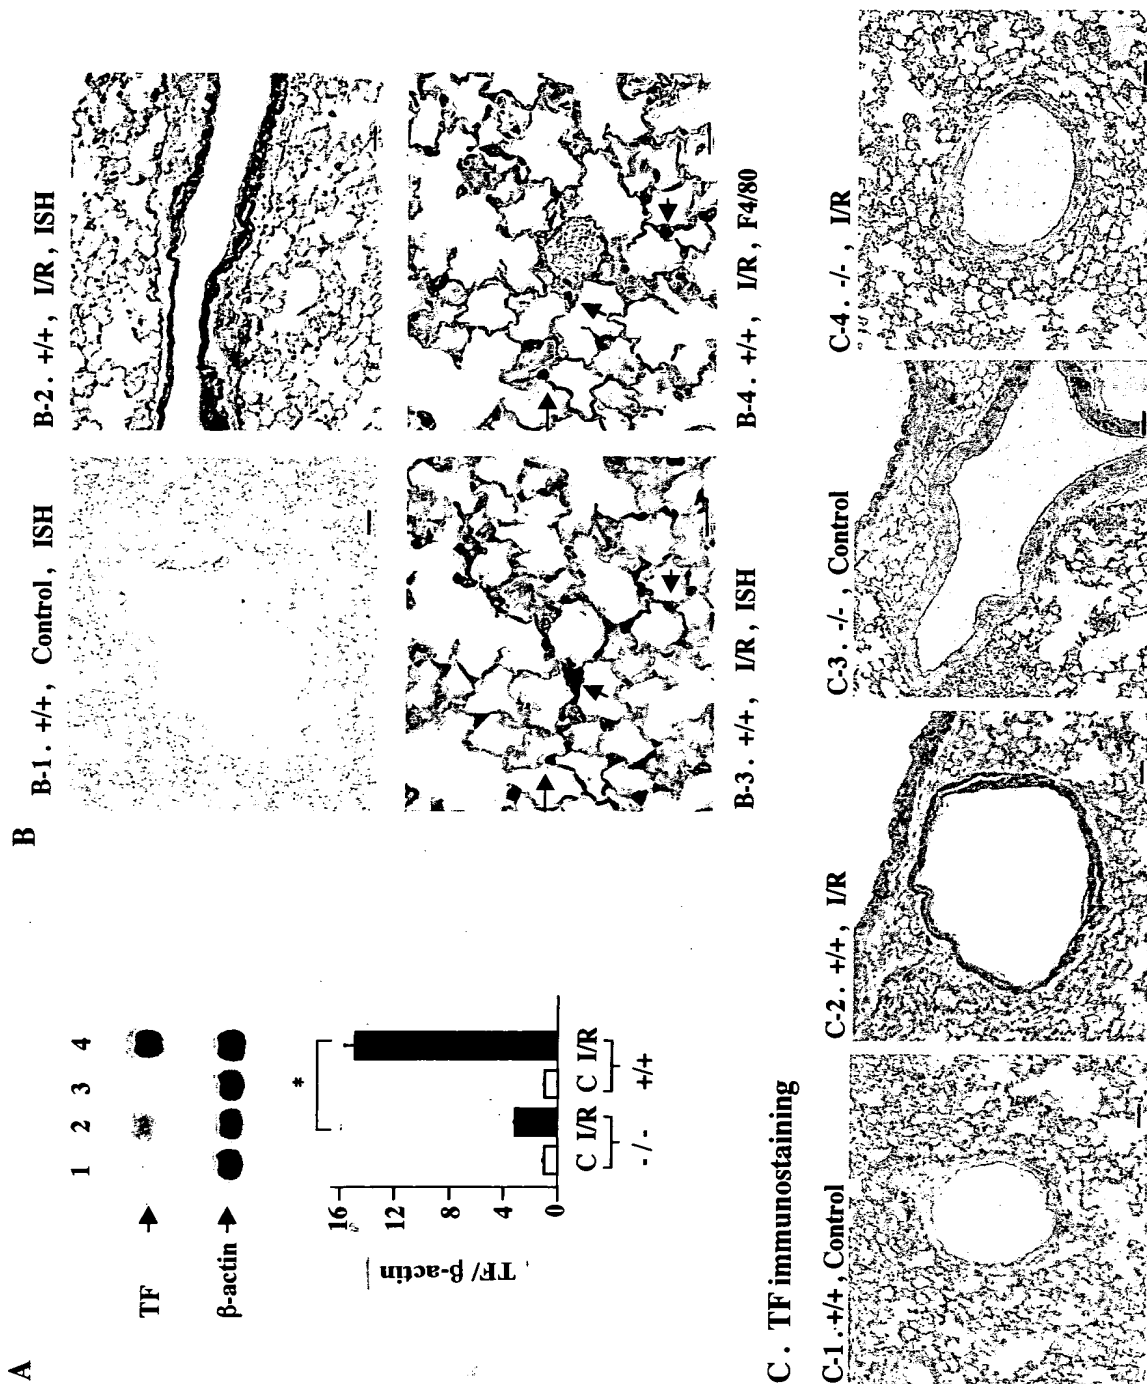 A
1 2 3 4
TF
β-actin
*
TF/ β-actin
16
12
8
4
0
C I/R C I/R
-/- +/+
B
B-1. +/+, Control, ISH
B-2. +/+, I/R, ISH
B-3. +/+, I/R, ISH
B-4. +/+, I/R, F4/80
C. TF immunostaining
C-1. +/+, Control
C-2. +/+, I/R
C-3. -/-, Control
C-4. -/-, I/R